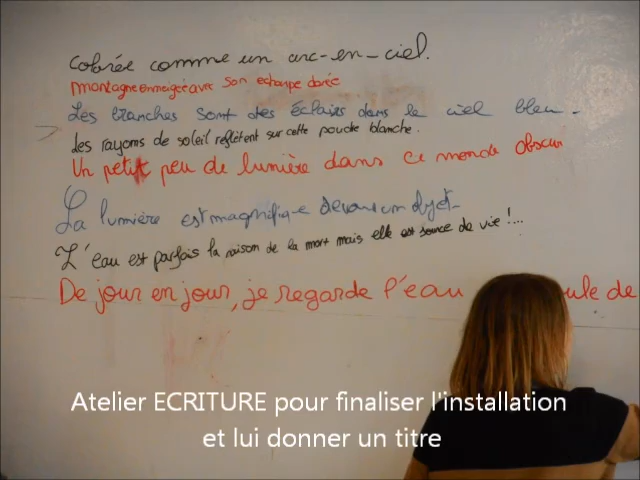 Colorée comme un arc-en-ciel.
montagne enneigée avec son echarpe dorée
Les branches sont des éclairs dans le ciel bleu.
des rayons de soleil reflètent sur cette poudre blanche.
Un petit peu de lumière dans ce monde obscur
La lumière est magnifique devant un objet
L'eau est parfois la raison de la mort mais elle est source de vie !...
De jour en jour, je regarde l'eau de
Atelier ECRITURE pour finaliser l'installation
et lui donner un titre